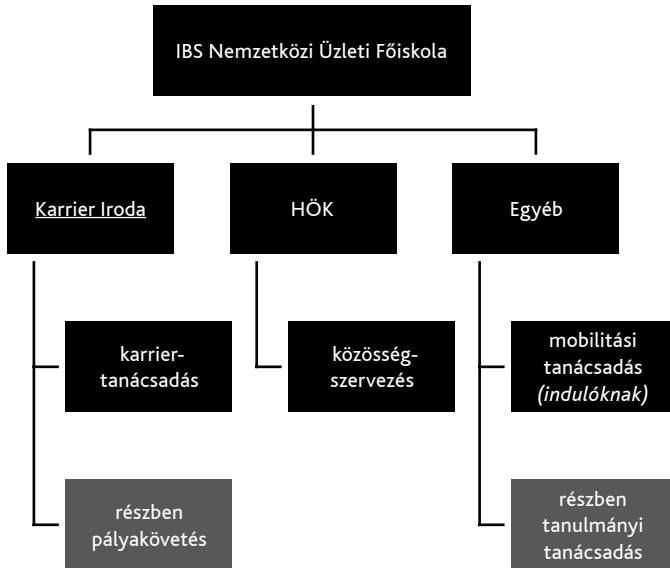 IBS Nemzetközi Üzleti Főiskola
Karrier Iroda
HÖK
Egyéb
karrier-
tanácsadás
közösség-
szervezés
mobilitási
tanácsadás
(indulóknak)
részben
pályakövetés
részben
tanulmányi
tanácsadás